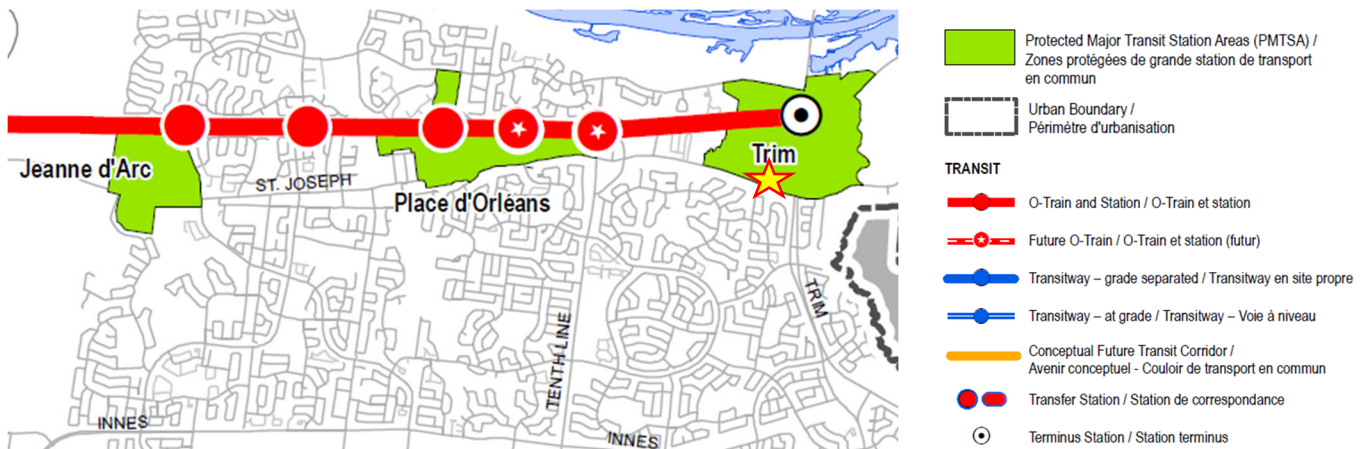 Jeanne d'Arc
ST. JOSEPH
Place d'Orléans
Trim
TRIM
TENTH LINE
INNES
INNES
Protected Major Transit Station Areas (PMTSA) /
Zones protégées de grande station de transport
en commun
Urban Boundary /
Périmètre d'urbanisation
TRANSIT
O-Train and Station / O-Train et station
Future O-Train / O-Train et station (futur)
Transitway – grade separated / Transitway en site propre
Transitway – at grade / Transitway – Voie à niveau
Conceptual Future Transit Corridor /
Avenir conceptuel - Couloir de transport en commun
Transfer Station / Station de correspondance
Terminus Station / Station terminus